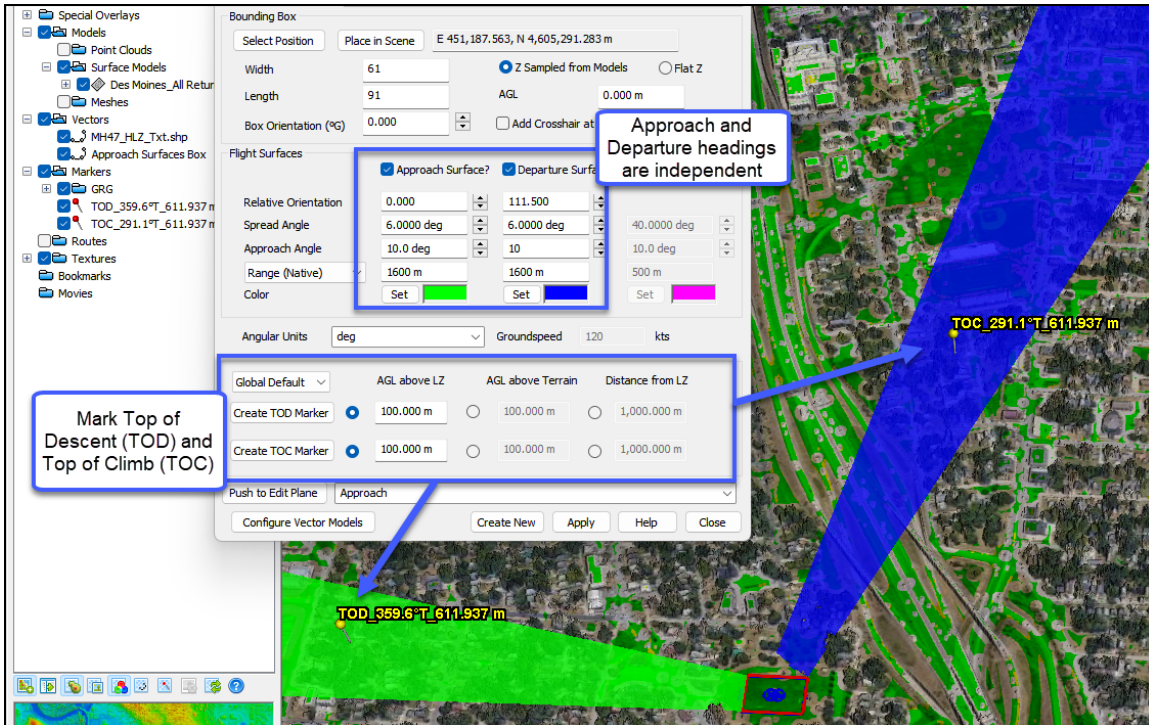 Special Overlays
Models
Point Clouds
Surface Models
Des Moines_All Retur
Meshes
Vectors
MH47_HLZ_Txt.shp
Approach Surfaces Box
Markers
GRG
TOD_359.6°T_611.937 m
TOC_291.1°T_611.937 m
Routes
Textures
Bookmarks
Movies
Bounding Box
Select Position Place in Scene E 451,187.563, N 4,605,291.283 m
Width 61 Z Sampled from Models Flat Z
Length 91 AGL 0.000 m
Box Orientation (ºG) 0.000 Add Crosshair at
Approach and
Departure headings
are independent
Flight Surfaces
Approach Surface? Departure Surfa
Relative Orientation 0.000 111.500
Spread Angle 6.0000 deg 6.0000 deg 40.0000 deg
Approach Angle 10.0 deg 10 10.0 deg
Range (Native) 1600 m 1600 m 500 m
Color Set Set Set
Angular Units deg Groundspeed 120 kts
Global Default AGL above LZ AGL above Terrain Distance from LZ
Create TOD Marker 100.000 m 100.000 m 1,000.000 m
Create TOC Marker 100.000 m 100.000 m 1,000.000 m
Push to Edit Plane Approach
Configure Vector Models Create New Apply Help Close
Mark Top of
Descent (TOD) and
Top of Climb (TOC)
TOC_291.1°T_611.937 m
TOD_359.6°T_611.937 m